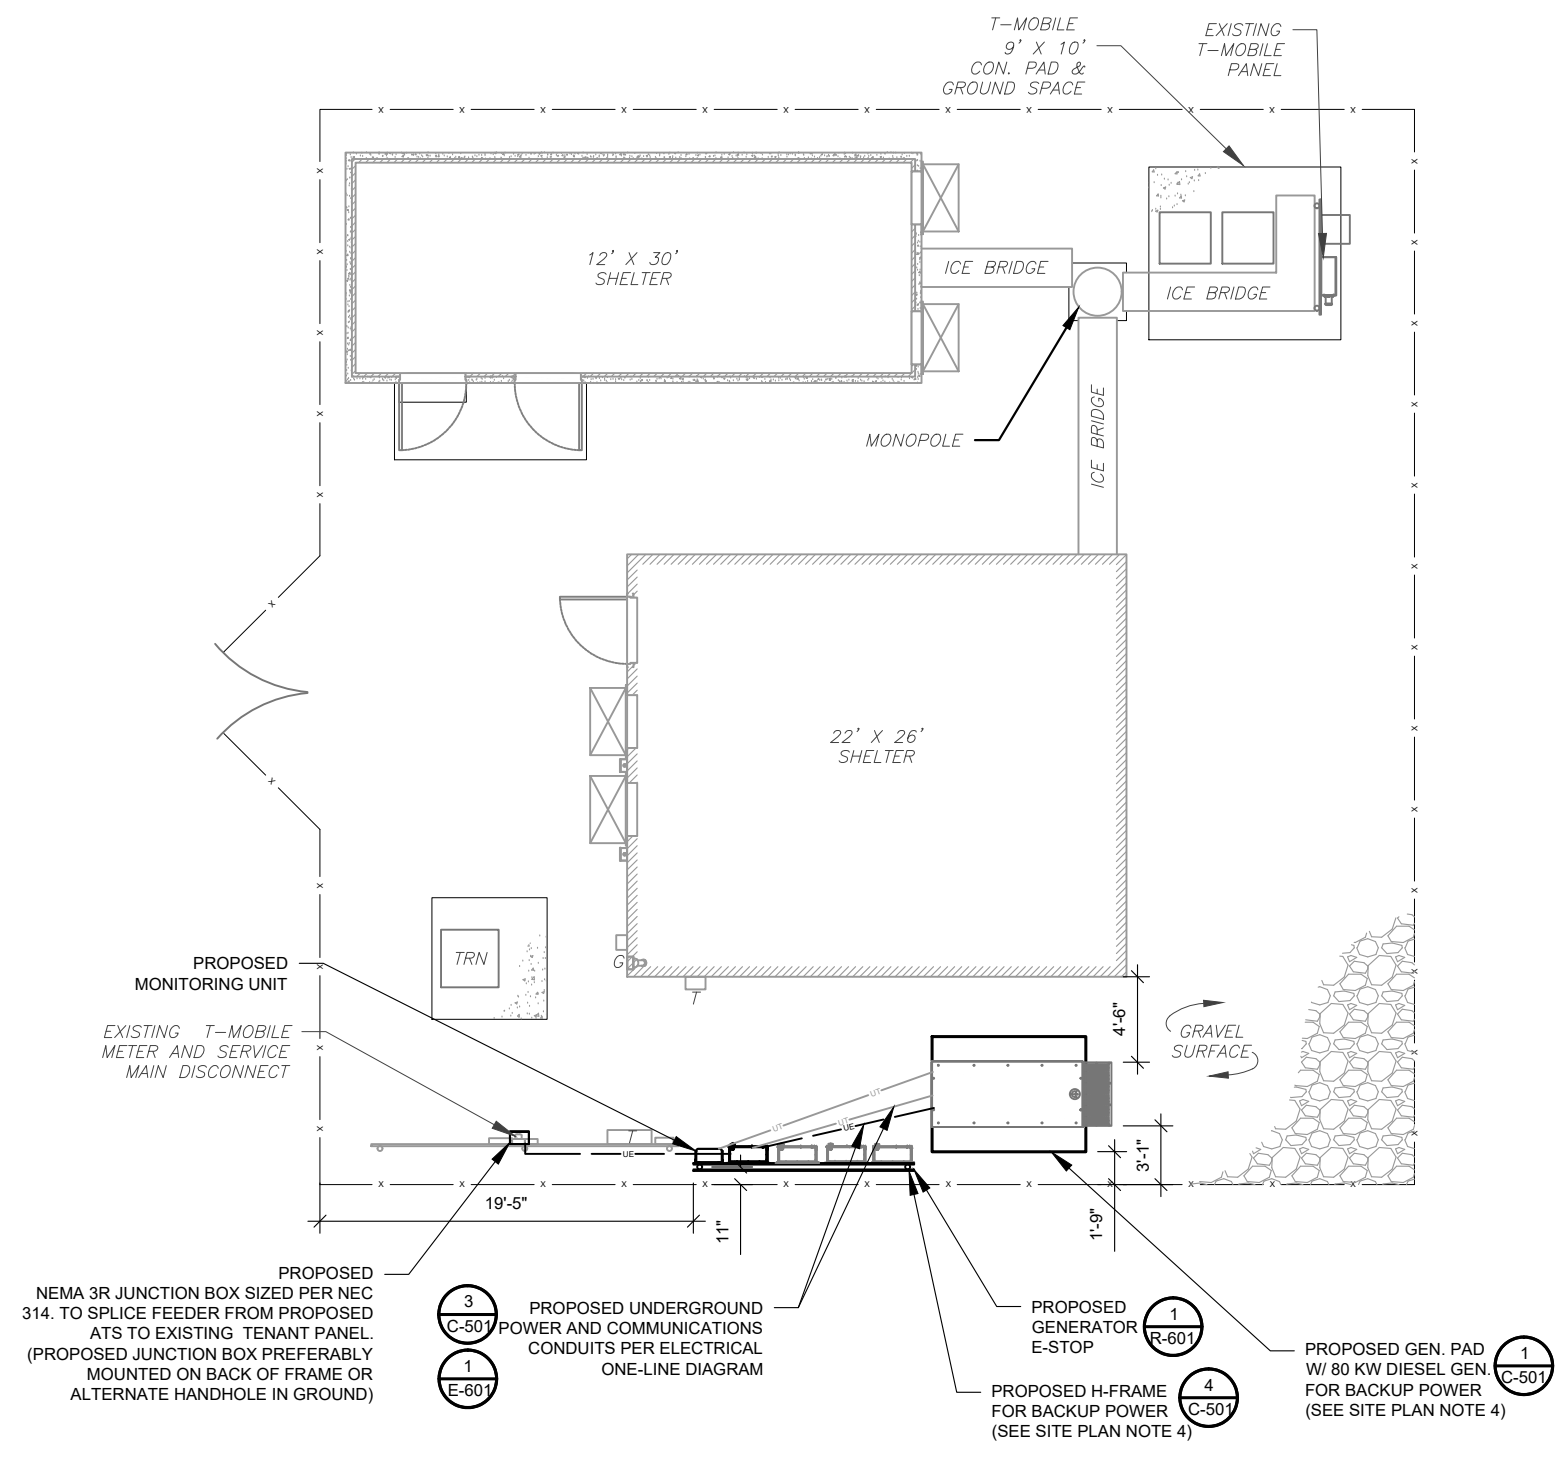 T-MOBILE
9' X 10'
CON. PAD &
GROUND SPACE
EXISTING
T-MOBILE
PANEL
12' X 30'
SHELTER
ICE BRIDGE
ICE BRIDGE
MONOPOLE
ICE BRIDGE
22' X 26'
SHELTER
TRN
G
T
PROPOSED
MONITORING UNIT
EXISTING T-MOBILE
METER AND SERVICE
MAIN DISCONNECT
4'-6"
GRAVEL
SURFACE
UT
UT
UE
T
UE
3'-1"
19'-5"
11"
1'-9"
PROPOSED
NEMA 3R JUNCTION BOX SIZED PER NEC
314. TO SPLICE FEEDER FROM PROPOSED
ATS TO EXISTING TENANT PANEL.
(PROPOSED JUNCTION BOX PREFERABLY
MOUNTED ON BACK OF FRAME OR
ALTERNATE HANDHOLE IN GROUND)
3
C-501
1
E-601
PROPOSED UNDERGROUND
POWER AND COMMUNICATIONS
CONDUITS PER ELECTRICAL
ONE-LINE DIAGRAM
PROPOSED
GENERATOR
E-STOP
1
R-601
PROPOSED H-FRAME
FOR BACKUP POWER
(SEE SITE PLAN NOTE 4)
4
C-501
PROPOSED GEN. PAD
W/ 80 KW DIESEL GEN.
FOR BACKUP POWER
(SEE SITE PLAN NOTE 4)
1
C-501